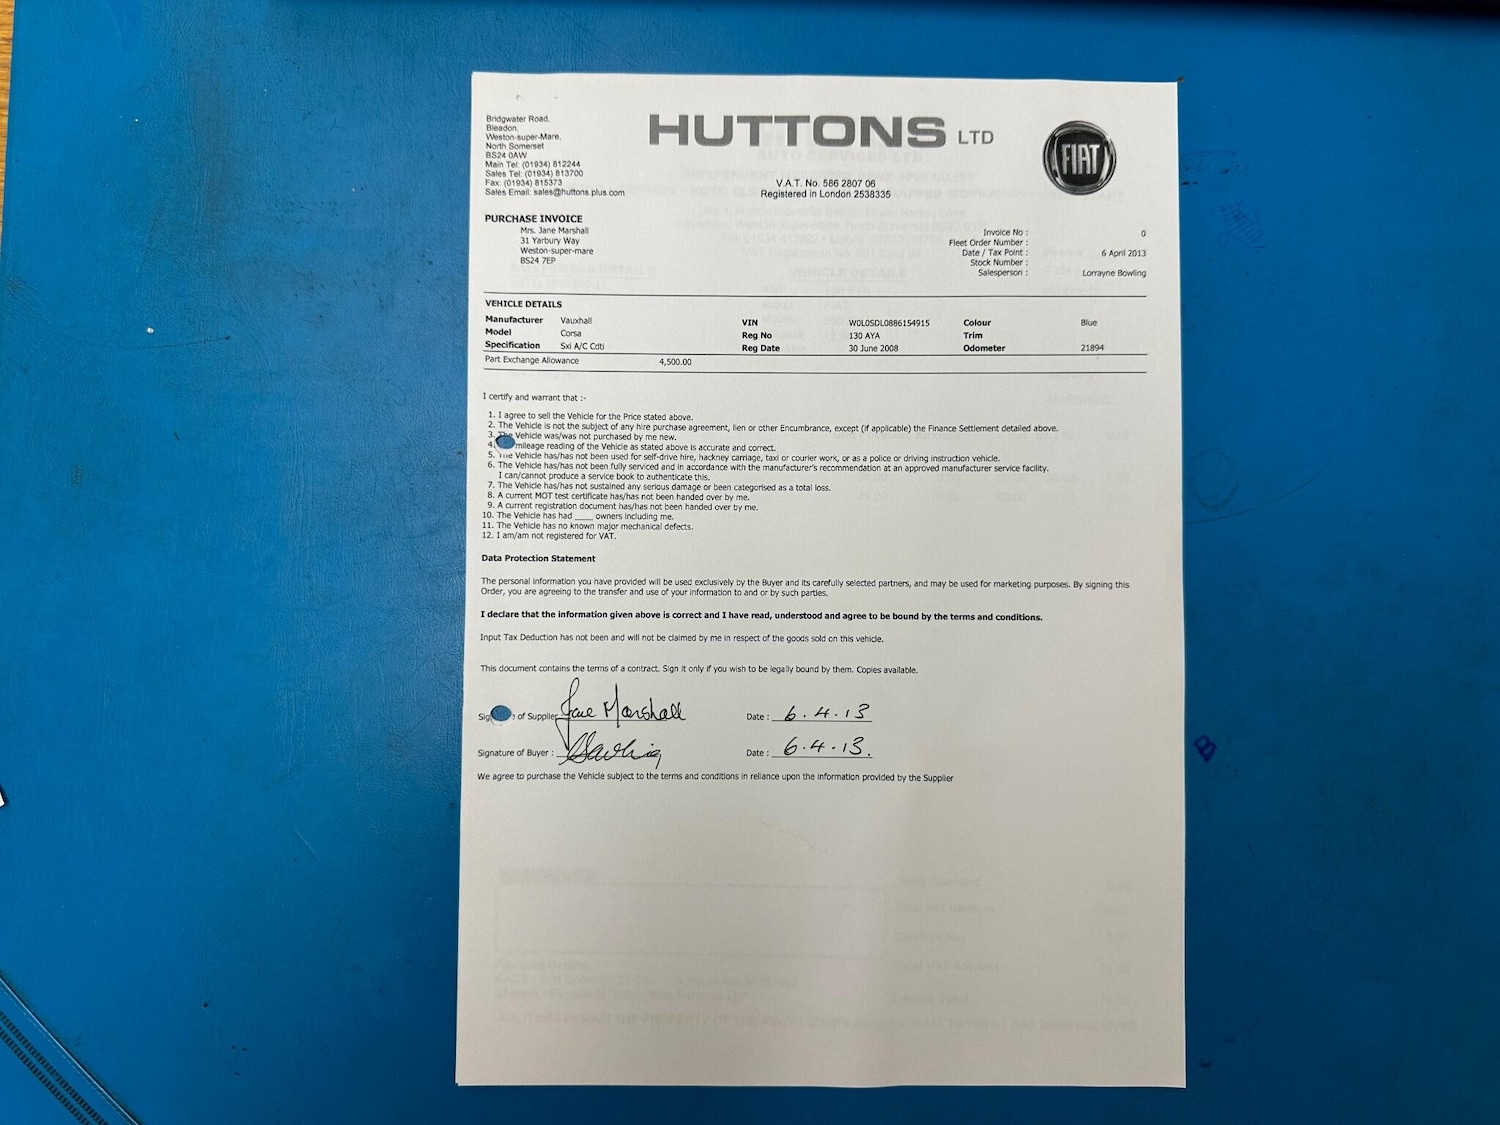 Bridgwater Road,
Bleadon,
Weston-super-Mare,
North Somerset
BS24 0AW
Main Tel: (01934) 812244
Sales Tel: (01934) 813700
Fax: (01934) 815373
Sales Email: sales@huttons.plus.com
HUTTONS LTD
FIAT
V.A.T. No. 586 2807 06
Registered in London 2538335
PURCHASE INVOICE
Mrs. Jane Marshall
31 Yarbury Way
Weston-super-mare
BS24 7EP
Invoice No : 0
Fleet Order Number :
Date / Tax Point : 6 April 2013
Stock Number :
Salesperson : Lorrayne Bowling
VEHICLE DETAILS
Manufacturer Vauxhall VIN W0L0SDL0886154915 Colour Blue
Model Corsa Reg No 130 AYA Trim
Specification Sxi A/C Cdti Reg Date 30 June 2008 Odometer 21894
Part Exchange Allowance 4,500.00
I certify and warrant that :-
1. I agree to sell the Vehicle for the Price stated above.
2. The Vehicle is not the subject of any hire purchase agreement, lien or other Encumbrance, except (if applicable) the Finance Settlement detailed above.
3. The Vehicle was/was not purchased by me new.
4. mileage reading of the Vehicle as stated above is accurate and correct.
5. The Vehicle has/has not been used for self-drive hire, hackney carriage, taxi or courier work, or as a police or driving instruction vehicle.
6. The Vehicle has/has not been fully serviced and in accordance with the manufacturer's recommendation at an approved manufacturer service facility.
I can/cannot produce a service book to authenticate this.
7. The Vehicle has/has not sustained any serious damage or been categorised as a total loss.
8. A current MOT test certificate has/has not been handed over by me.
9. A current registration document has/has not been handed over by me.
10. The Vehicle has had ____ owners including me.
11. The Vehicle has no known major mechanical defects.
12. I am/am not registered for VAT.
Data Protection Statement
The personal information you have provided will be used exclusively by the Buyer and its carefully selected partners, and may be used for marketing purposes. By signing this
Order, you are agreeing to the transfer and use of your information to and or by such parties.
I declare that the information given above is correct and I have read, understood and agree to be bound by the terms and conditions.
Input Tax Deduction has not been and will not be claimed by me in respect of the goods sold on this vehicle.
This document contains the terms of a contract. Sign it only if you wish to be legally bound by them. Copies available.
Sig e of Supplier Jane Marshall Date : 6.4.13
Signature of Buyer : Date : 6.4.13.
We agree to purchase the Vehicle subject to the terms and conditions in reliance upon the information provided by the Supplier